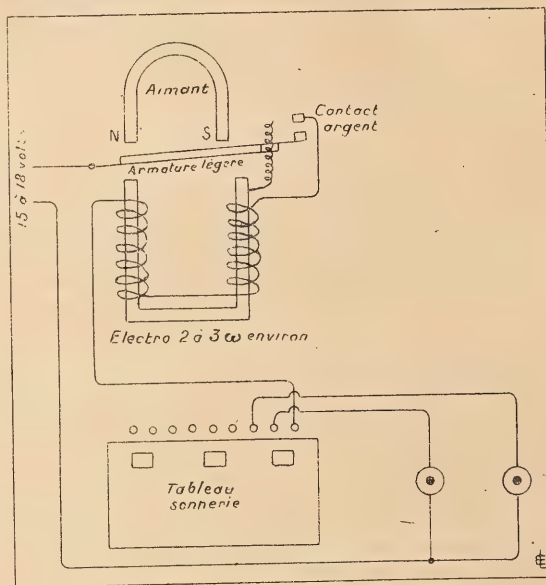 Aimant
N S
Contact
argent
Armature légère
15 à 18 volts
Electro 2 à 3 ω environ
Tableau
sonnerie